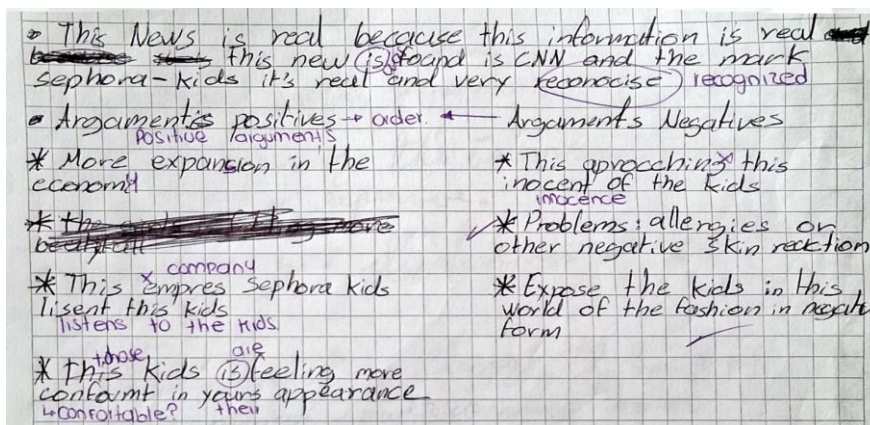 • This News is real because this information is real
this new is found is CNN and the mark
sephora-kids it's real and very reconocise recognized
• Argaments positives → order. ← Argaments Negatives
Positive arguments
* More expansion in the
economy
* This aprocching this
inocent of the kids
innocence
* Problems: allergies or
other negative skin reaction
* This empres sephora kids
company
lisent this kids
listens to the kids
* Expose the kids in this
world of the fashion in negative
form
* this kids is feeling more
those are
confoumt in yours appearance
↳ confortable? their